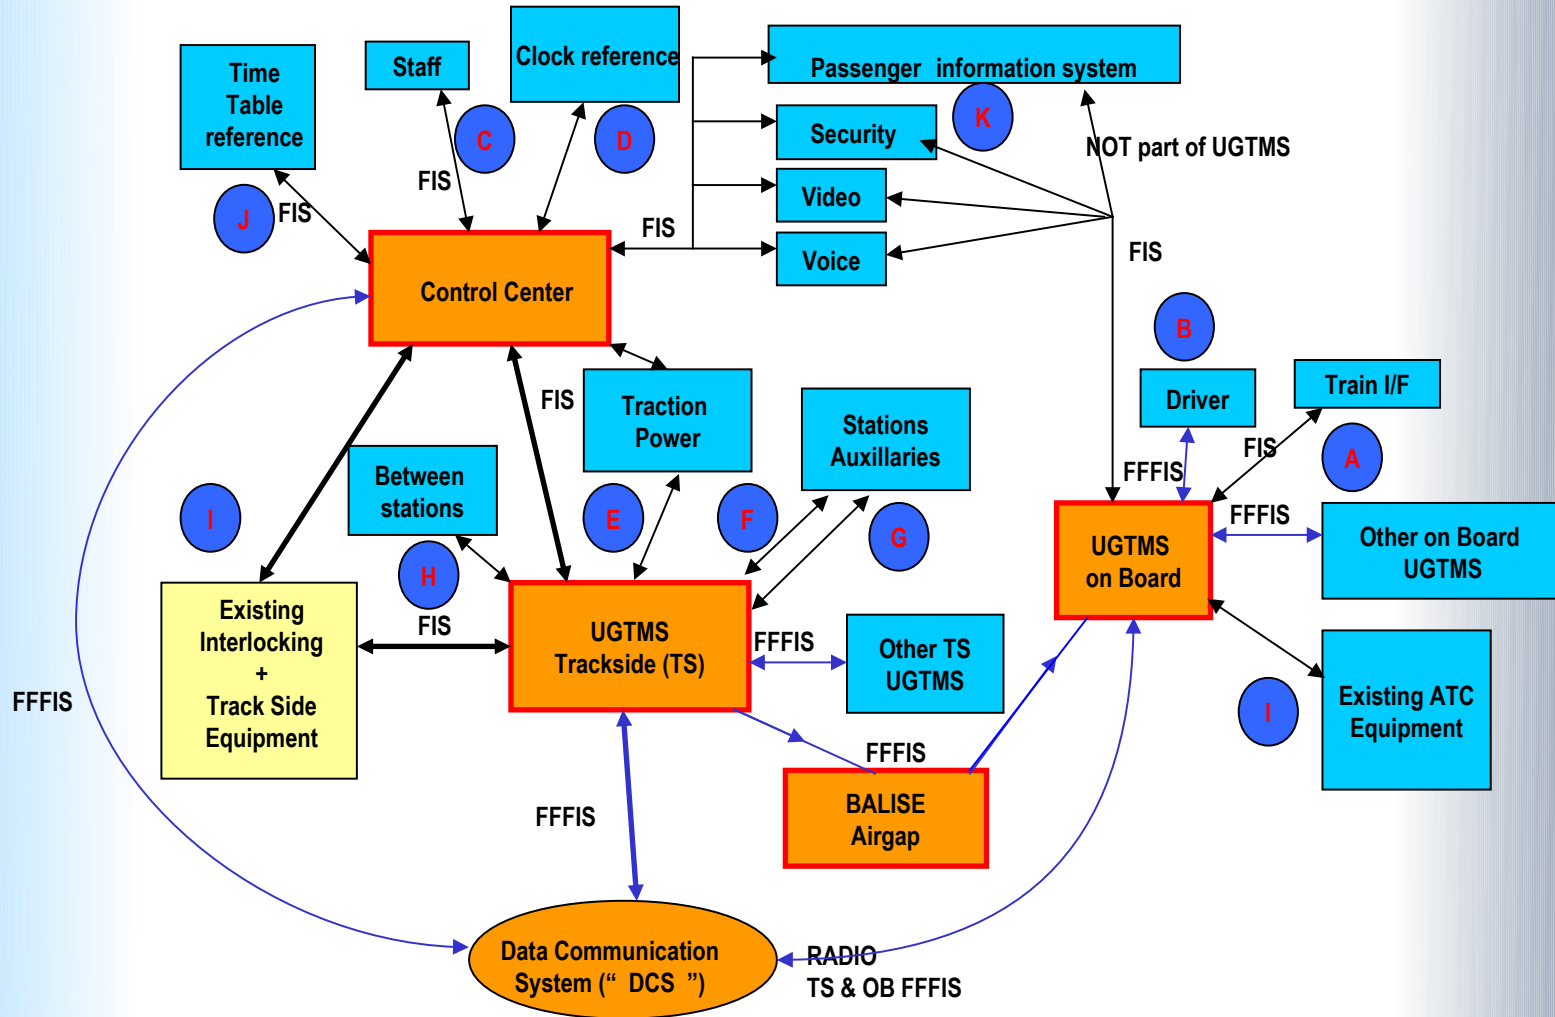 Time
Table
reference
Staff
Clock reference
Passenger information system
C
D
K
Security
NOT part of UGTMS
FIS
Video
J
FIS
FIS
Voice
FIS
Control Center
B
FIS
Traction
Power
Driver
Train I/F
Stations
Auxillaries
FIS
A
Between
stations
FFFIS
I
E
F
G
FFFIS
UGTMS
on Board
Other on Board
UGTMS
H
Existing
Interlocking
+
Track Side
Equipment
FIS
UGTMS
Trackside (TS)
FFFIS
Other TS
UGTMS
FFFIS
I
Existing ATC
Equipment
FFFIS
BALISE
Airgap
FFFIS
Data Communication
System (“ DCS ”)
RADIO
TS & OB FFFIS